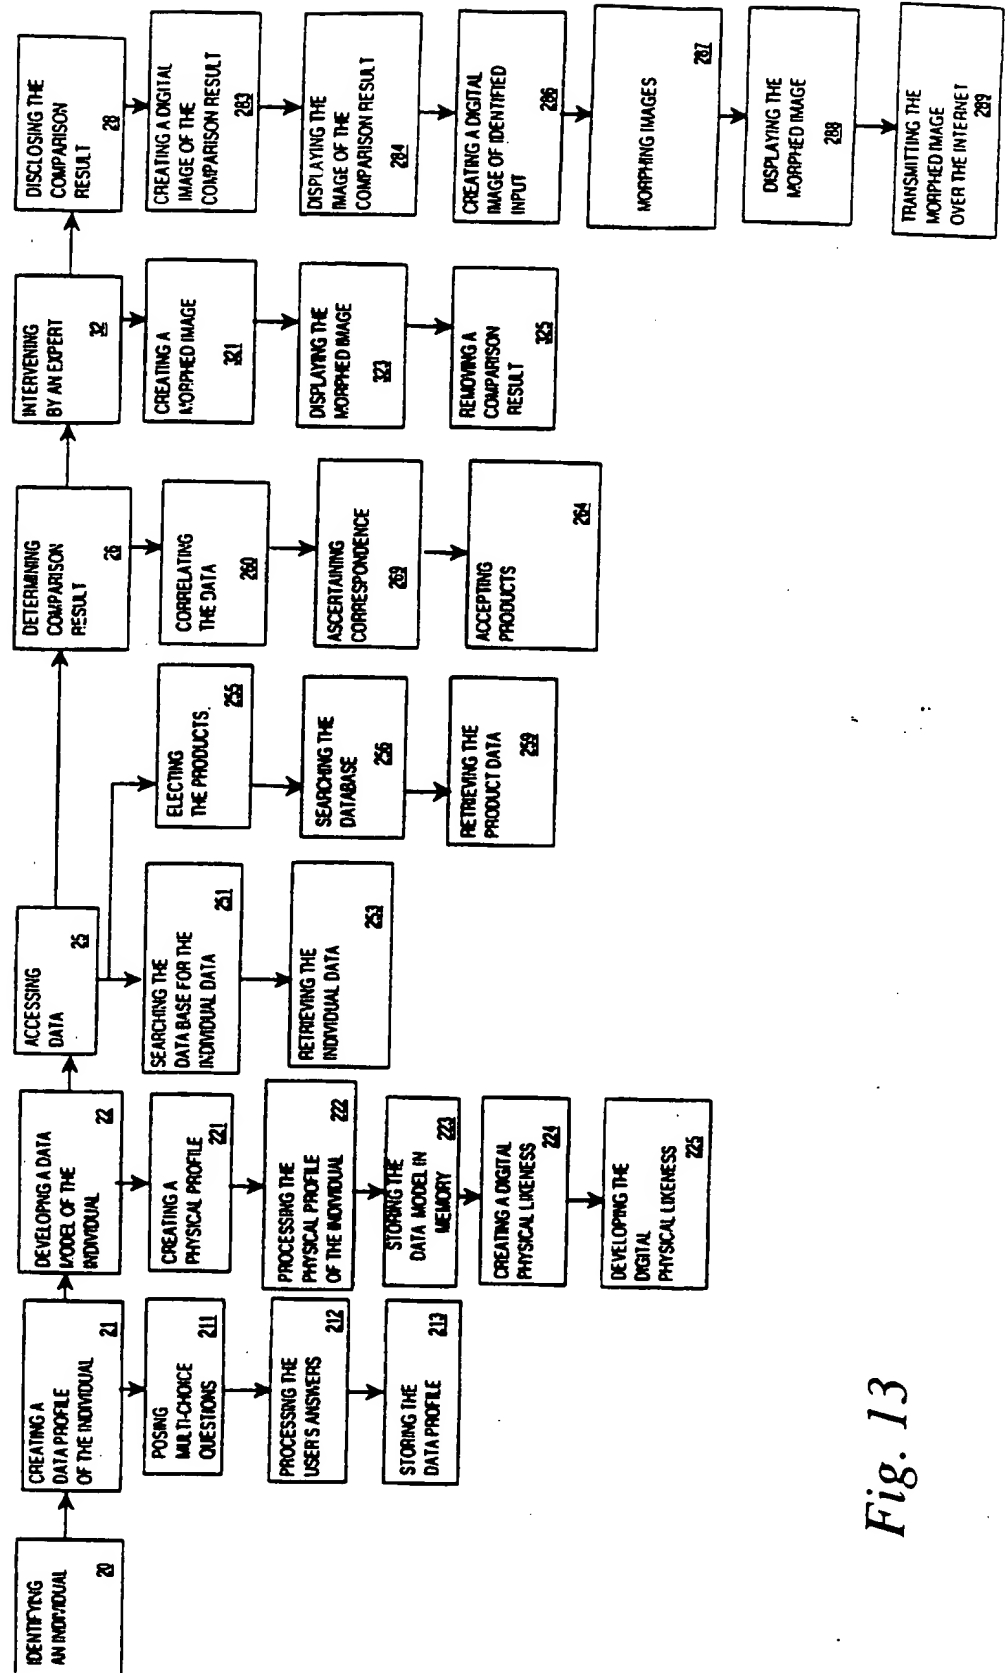 IDENTIFYING
AN INDIVIDUAL
20
CREATING A
DATA PROFILE
OF THE INDIVIDUAL
21
POSING
MULTI-CHOICE
QUESTIONS
211
PROCESSING THE
USERS ANSWERS
212
STORING THE
DATA PROFILE
213
DEVELOPNG A DATA
MODEL OF THE
INDIVIDUAL
22
CREATING A
PHYSICAL PROFILE
221
PROCESSING THE
PHYSICAL PROFILE
OF THE INDIVIDUAL
222
STORING THE
DATA MODEL IN
MEMORY
223
CREATING A DIGITAL
PHYSICAL LIKENESS
224
DEVELOPING THE
DIGITAL
PHYSICAL LIKENESS
225
ACCESSING
DATA
25
SEARCHING THE
DATA BASE FOR THE
INDIVIDUAL DATA
251
RETRIEVING THE
INDIVIDUAL DATA
253
ELECTING
THE PRODUCTS.
255
SEARCHING THE
DATABASE
256
RETRIEVING THE
PRODUCT DATA
259
DETERMINING
COMPARISON
RESULT
26
CORRELATING
THE DATA
260
ASCERTAINING
CORRESPONDENCE
269
ACCEPTING
PRODUCTS
264
INTERVENING
BY AN EXPERT
32
CREATING A
MORPHED IMAGE
321
DISPLAYING THE
MORPHED IMAGE
323
REMOVING A
COMPARISON
RESULT
325
DISCLOSING THE
COMPARISON
RESULT
28
CREATING A DIGITAL
IMAGE OF THE
COMPARISON RESULT
283
DISPLAYING THE
IMAGE OF THE
COMPARISON RESULT
284
CREATING A DIGITAL
IMAGE OF IDENTIFIED
INPUT
286
MORPHING IMAGES
287
DISPLAYING THE
MORPHED IMAGE
288
TRANSMITTING THE
MORPHED IMAGE
OVER THE INTERNET
289
Fig. 13